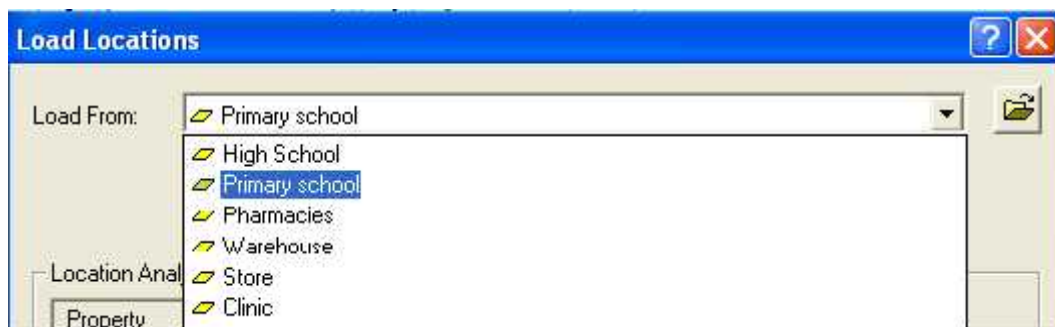 Load Locations
Load From: Primary school
High School
Primary school
Pharmacies
Warehouse
Store
Location Anal
Clinic
Property